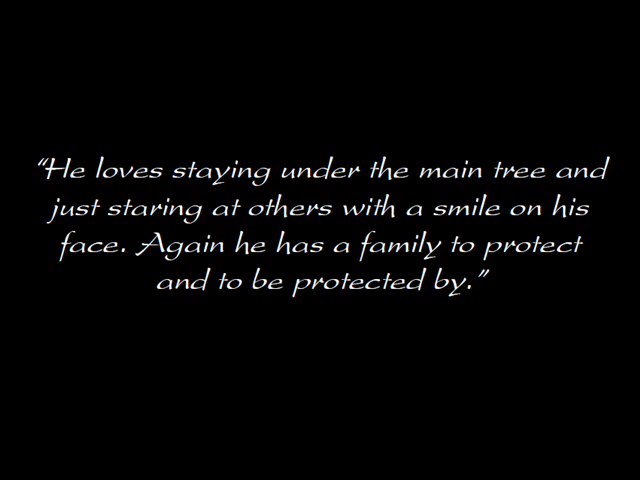 “He loves staying under the main tree and
just staring at others with a smile on his
face. Again he has a family to protect
and to be protected by.”